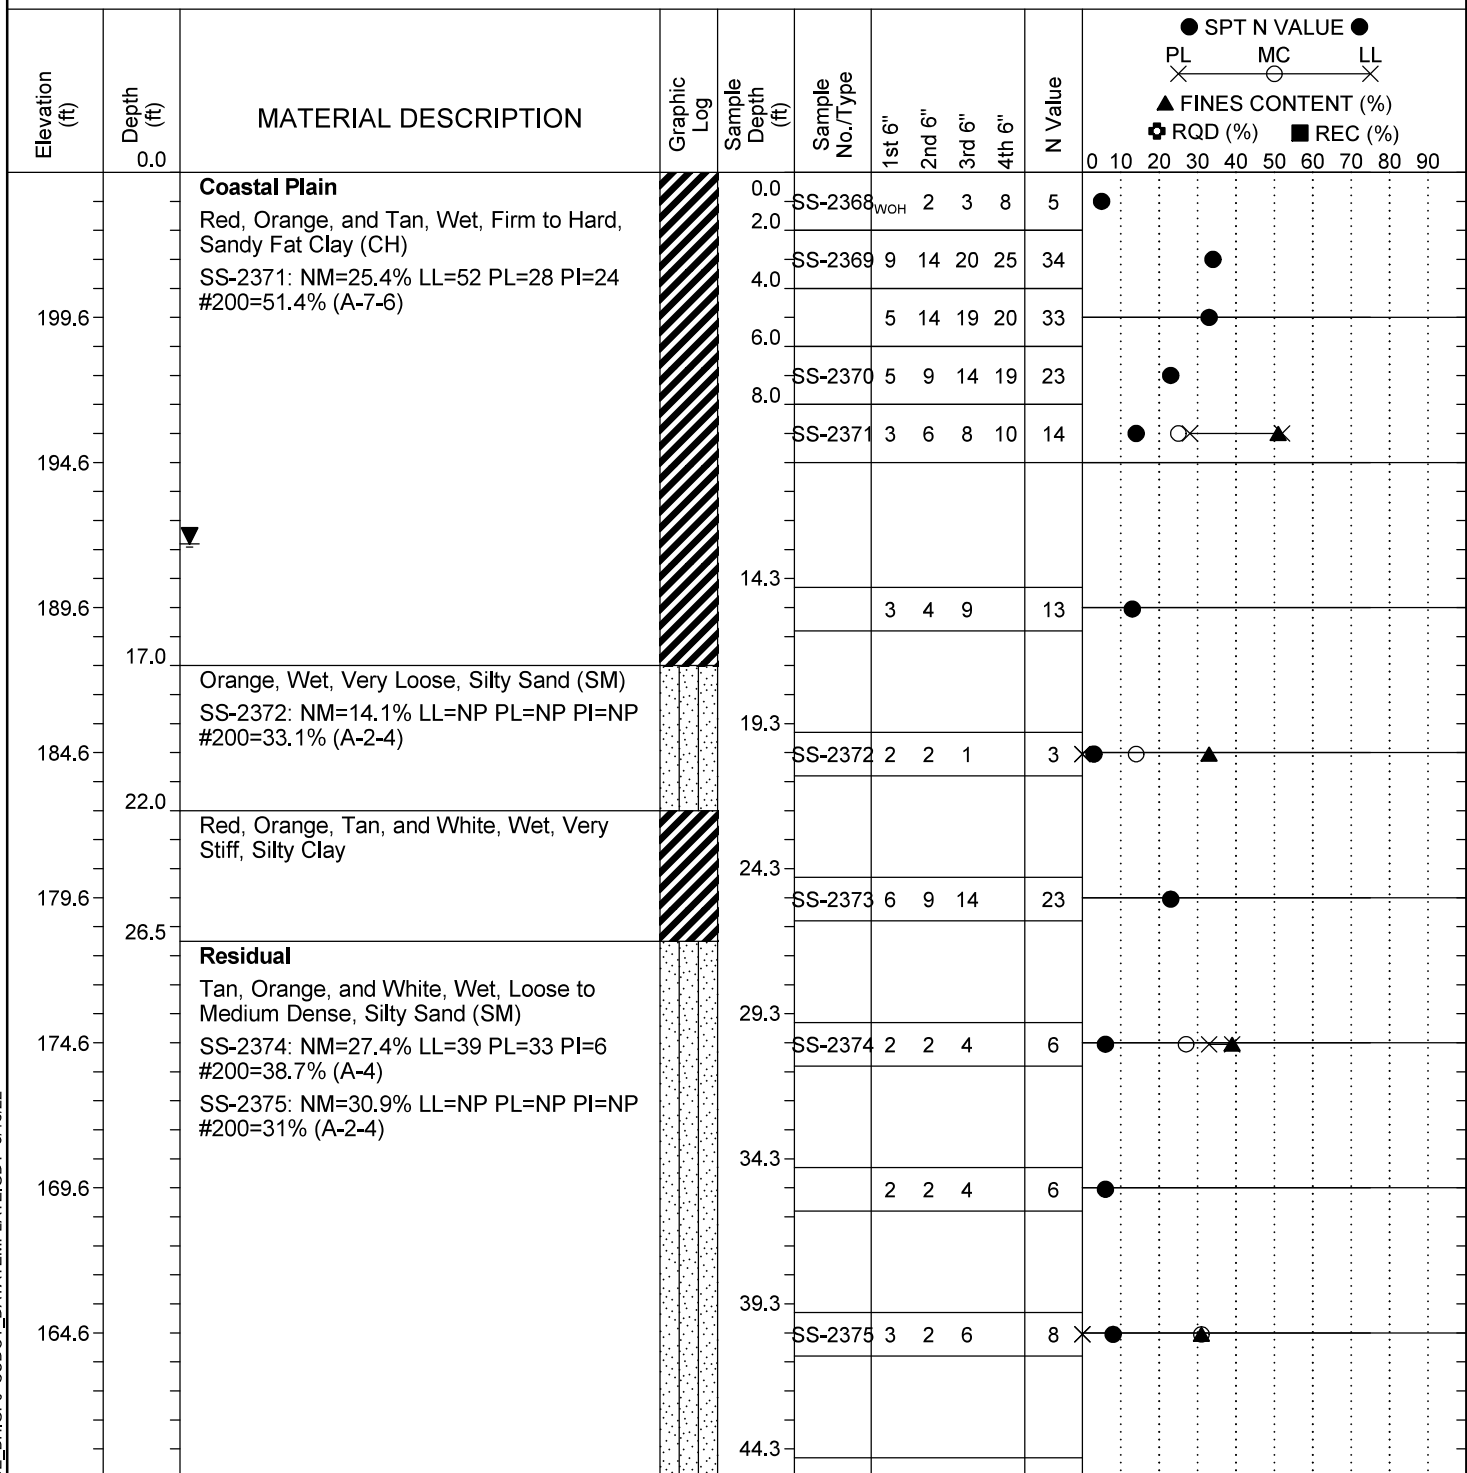 ● SPT N VALUE ●
PL MC LL
▲ FINES CONTENT (%)
RQD (%) ■ REC (%)
0 10 20 30 40 50 60 70 80 90
Elevation (ft)
Depth (ft)
0.0
MATERIAL DESCRIPTION
Graphic Log
Sample Depth (ft)
Sample No./Type
1st 6"
2nd 6"
3rd 6"
4th 6"
N Value
Coastal Plain
Red, Orange, and Tan, Wet, Firm to Hard,
Sandy Fat Clay (CH)
SS-2371: NM=25.4% LL=52 PL=28 PI=24
#200=51.4% (A-7-6)
0.0
SS-2368 WOH 2 3 8 5
2.0
SS-2369 9 14 20 25 34
4.0
199.6 5 14 19 20 33
6.0
SS-2370 5 9 14 19 23
8.0
SS-2371 3 6 8 10 14
194.6
14.3
189.6 3 4 9 13
17.0
Orange, Wet, Very Loose, Silty Sand (SM)
SS-2372: NM=14.1% LL=NP PL=NP PI=NP
#200=33.1% (A-2-4)
19.3
184.6 SS-2372 2 2 1 3
22.0
Red, Orange, Tan, and White, Wet, Very
Stiff, Silty Clay
24.3
179.6 SS-2373 6 9 14 23
26.5
Residual
Tan, Orange, and White, Wet, Loose to
Medium Dense, Silty Sand (SM)
SS-2374: NM=27.4% LL=39 PL=33 PI=6
#200=38.7% (A-4)
SS-2375: NM=30.9% LL=NP PL=NP PI=NP
#200=31% (A-2-4)
29.3
174.6 SS-2374 2 2 4 6
34.3
169.6 2 2 4 6
39.3
164.6 SS-2375 3 2 6 8
44.3